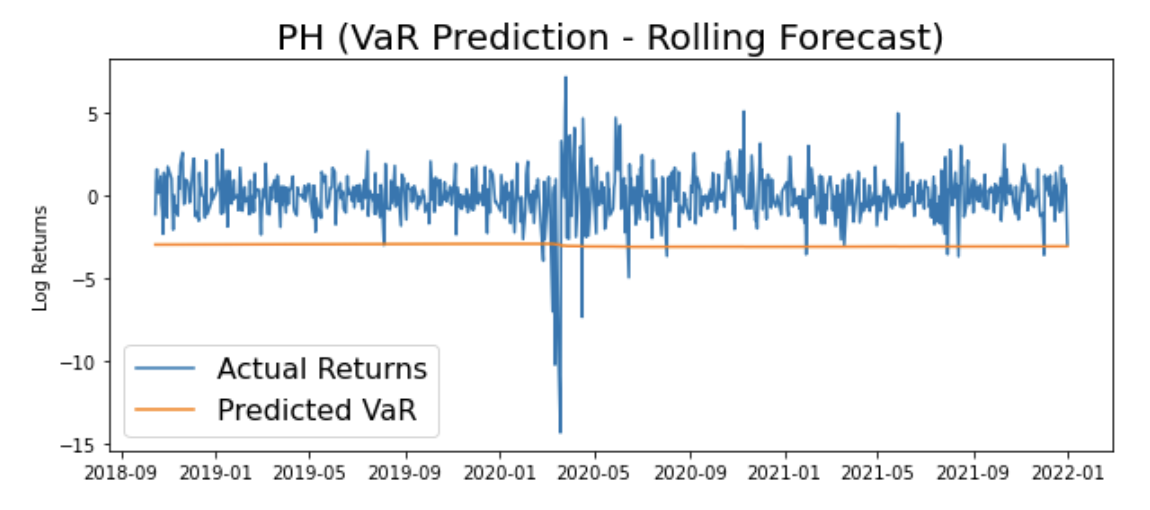 PH (VaR Prediction - Rolling Forecast)
Log Returns
5
0
−5
−10
−15
Actual Returns
Predicted VaR
2018-09 2019-01 2019-05 2019-09 2020-01 2020-05 2020-09 2021-01 2021-05 2021-09 2022-01